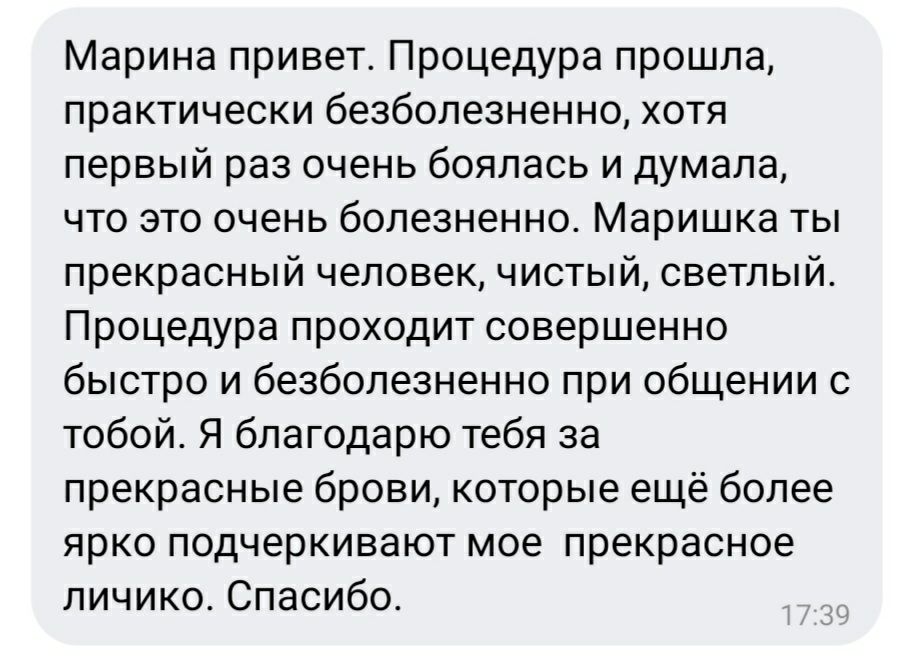 Марина привет. Процедура прошла,
практически безболезненно, хотя
первый раз очень боялась и думала,
что это очень болезненно. Маришка ты
прекрасный человек, чистый, светлый.
Процедура проходит совершенно
быстро и безболезненно при общении с
тобой. Я благодарю тебя за
прекрасные брови, которые ещё более
ярко подчеркивают мое  прекрасное
личико. Спасибо.
17:39